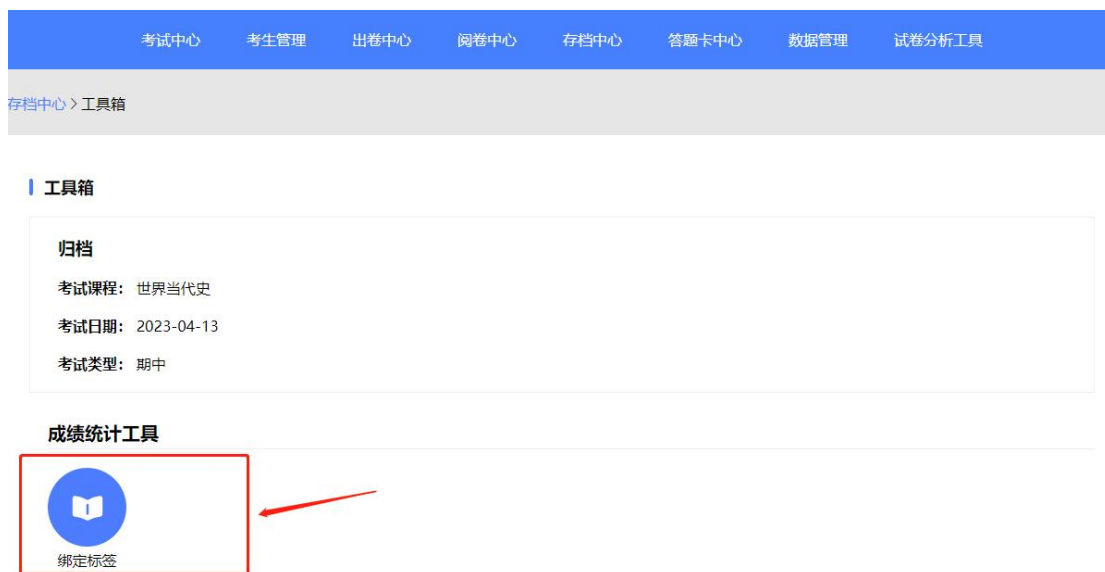 考试中心 考生管理 出卷中心 阅卷中心 存档中心 答题卡中心 数据管理 试卷分析工具
存档中心 > 工具箱
工具箱
归档
考试课程： 世界当代史
考试日期： 2023-04-13
考试类型： 期中
成绩统计工具
绑定标签